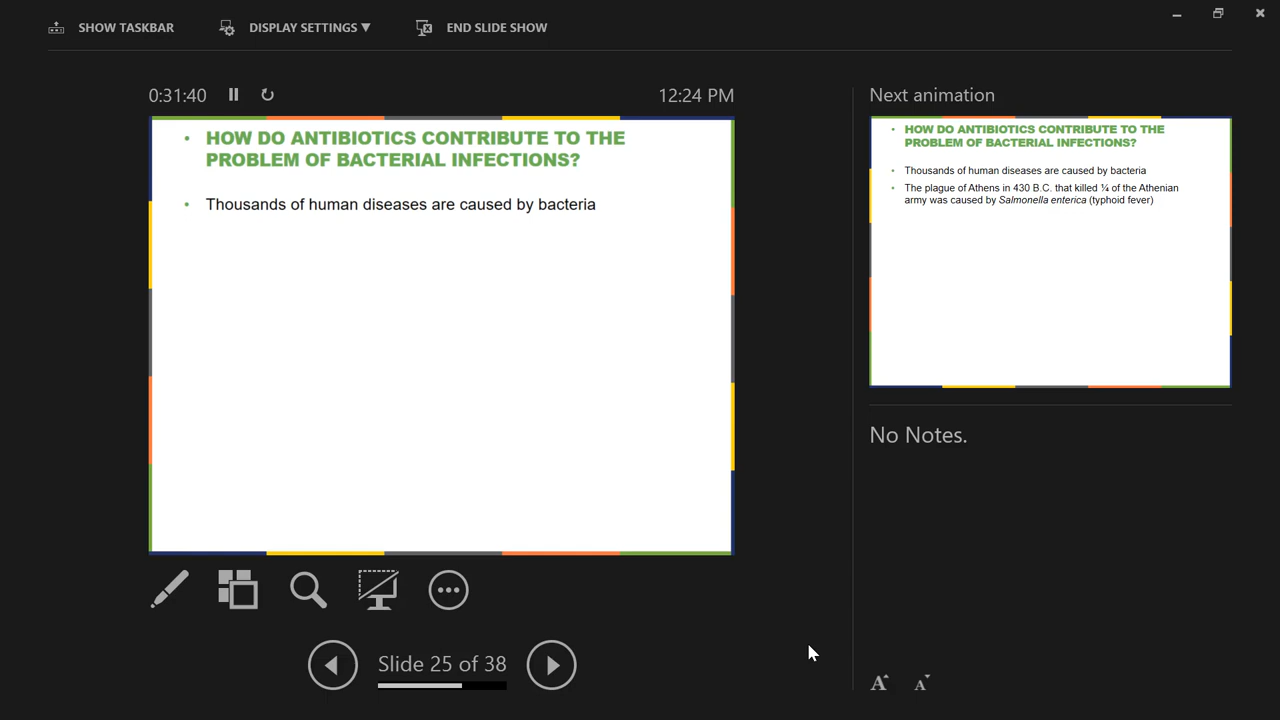 SHOW TASKBAR
DISPLAY SETTINGS ▼
END SLIDE SHOW
0:31:40
12:24 PM
• HOW DO ANTIBIOTICS CONTRIBUTE TO THE
PROBLEM OF BACTERIAL INFECTIONS?
• Thousands of human diseases are caused by bacteria
Slide 25 of 38
Next animation
• HOW DO ANTIBIOTICS CONTRIBUTE TO THE
PROBLEM OF BACTERIAL INFECTIONS?
• Thousands of human diseases are caused by bacteria
• The plague of Athens in 430 B.C. that killed ¼ of the Athenian
army was caused by Salmonella enterica (typhoid fever)
No Notes.
A A